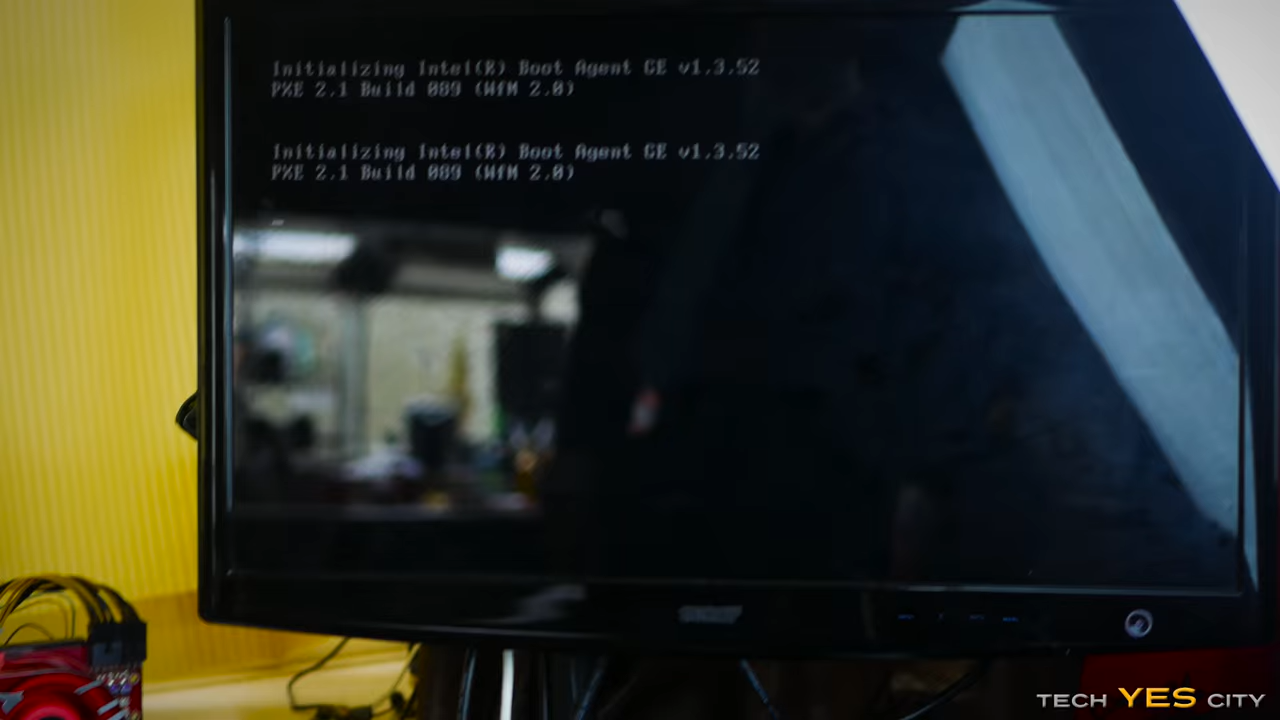 Initializing Intel(R) Boot Agent GE v1.3.52
PXE 2.1 Build 089 (WfM 2.0)
Initializing Intel(R) Boot Agent GE v1.3.52
PXE 2.1 Build 089 (WfM 2.0)
TECH YES CITY